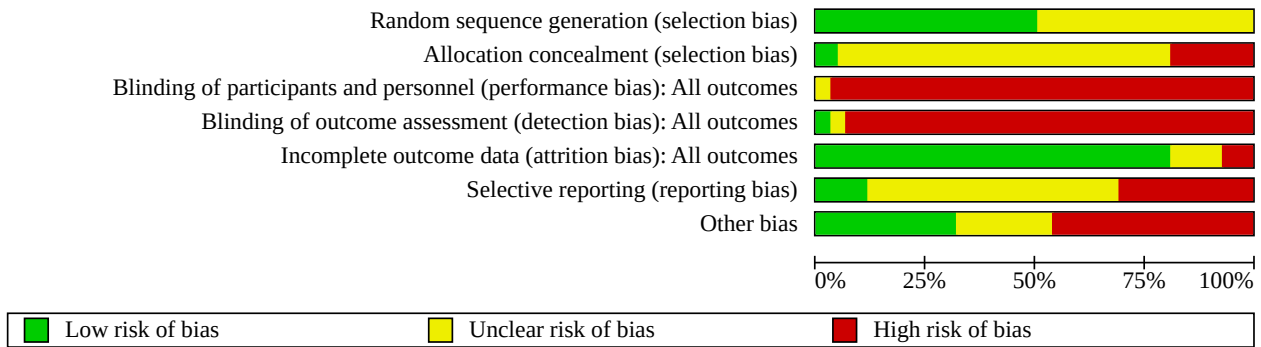 Random sequence generation (selection bias)
Allocation concealment (selection bias)
Blinding of participants and personnel (performance bias): All outcomes
Blinding of outcome assessment (detection bias): All outcomes
Incomplete outcome data (attrition bias): All outcomes
Selective reporting (reporting bias)
Other bias
0% 25% 50% 75% 100%
Low risk of bias Unclear risk of bias High risk of bias